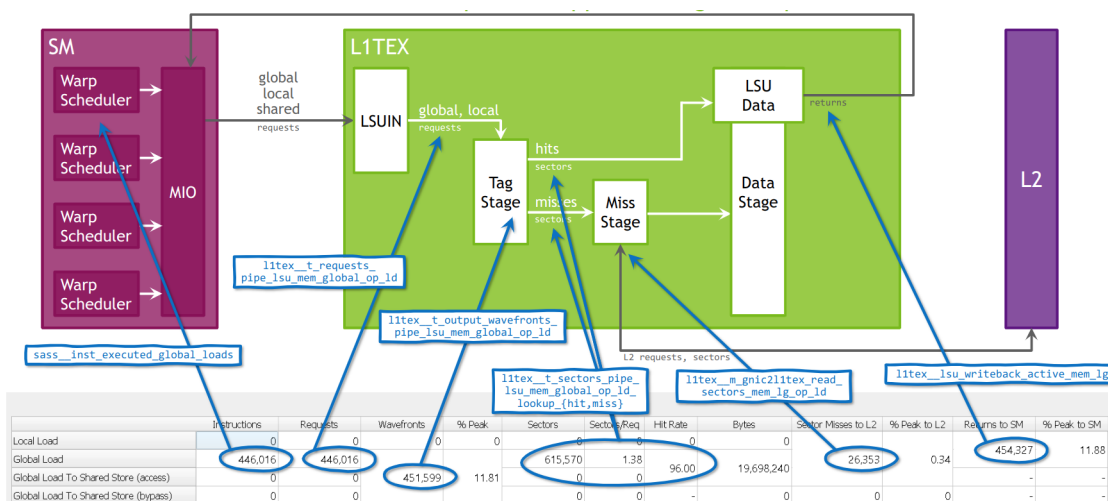 SM
Warp
Scheduler
Warp
Scheduler
Warp
Scheduler
Warp
Scheduler
MIO
global
local
shared
requests
L1TEX
LSUIN
global, local
requests
Tag
Stage
hits
sectors
misses
sectors
Miss
Stage
LSU
Data
Data
Stage
returns
L2
L2 requests, sectors
l1tex__t_requests_
pipe_lsu_mem_global_op_ld
l1tex__t_output_wavefronts_
pipe_lsu_mem_global_op_ld
sass__inst_executed_global_loads
l1tex__t_sectors_pipe_
lsu_mem_global_op_ld_
lookup_{hit,miss}
l1tex__m_gnic2l1tex_read_
sectors_mem_lg_op_ld
l1tex__lsu_writeback_active_mem_lg
Instructions Requests Wavefronts % Peak Sectors Sectors/Req Hit Rate Bytes Sector Misses to L2 % Peak to L2 Returns to SM % Peak to SM
Local Load 0 0 0 0 0 0 0 0 0 0 0 0
Global Load 446,016 446,016 451,599 11.81 615,570 1.38 96.00 19,698,240 26,353 0.34 454,327 11.88
Global Load To Shared Store (access) 0 0 0 0 - -
Global Load To Shared Store (bypass) 0 0 0 0 - 0 0 0 - -